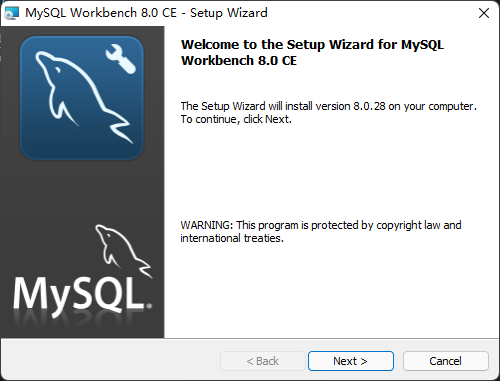 MySQL Workbench 8.0 CE - Setup Wizard
Welcome to the Setup Wizard for MySQL
Workbench 8.0 CE
The Setup Wizard will install version 8.0.28 on your computer.
To continue, click Next.
WARNING: This program is protected by copyright law and
international treaties.
MySQL®
< Back
Next >
Cancel